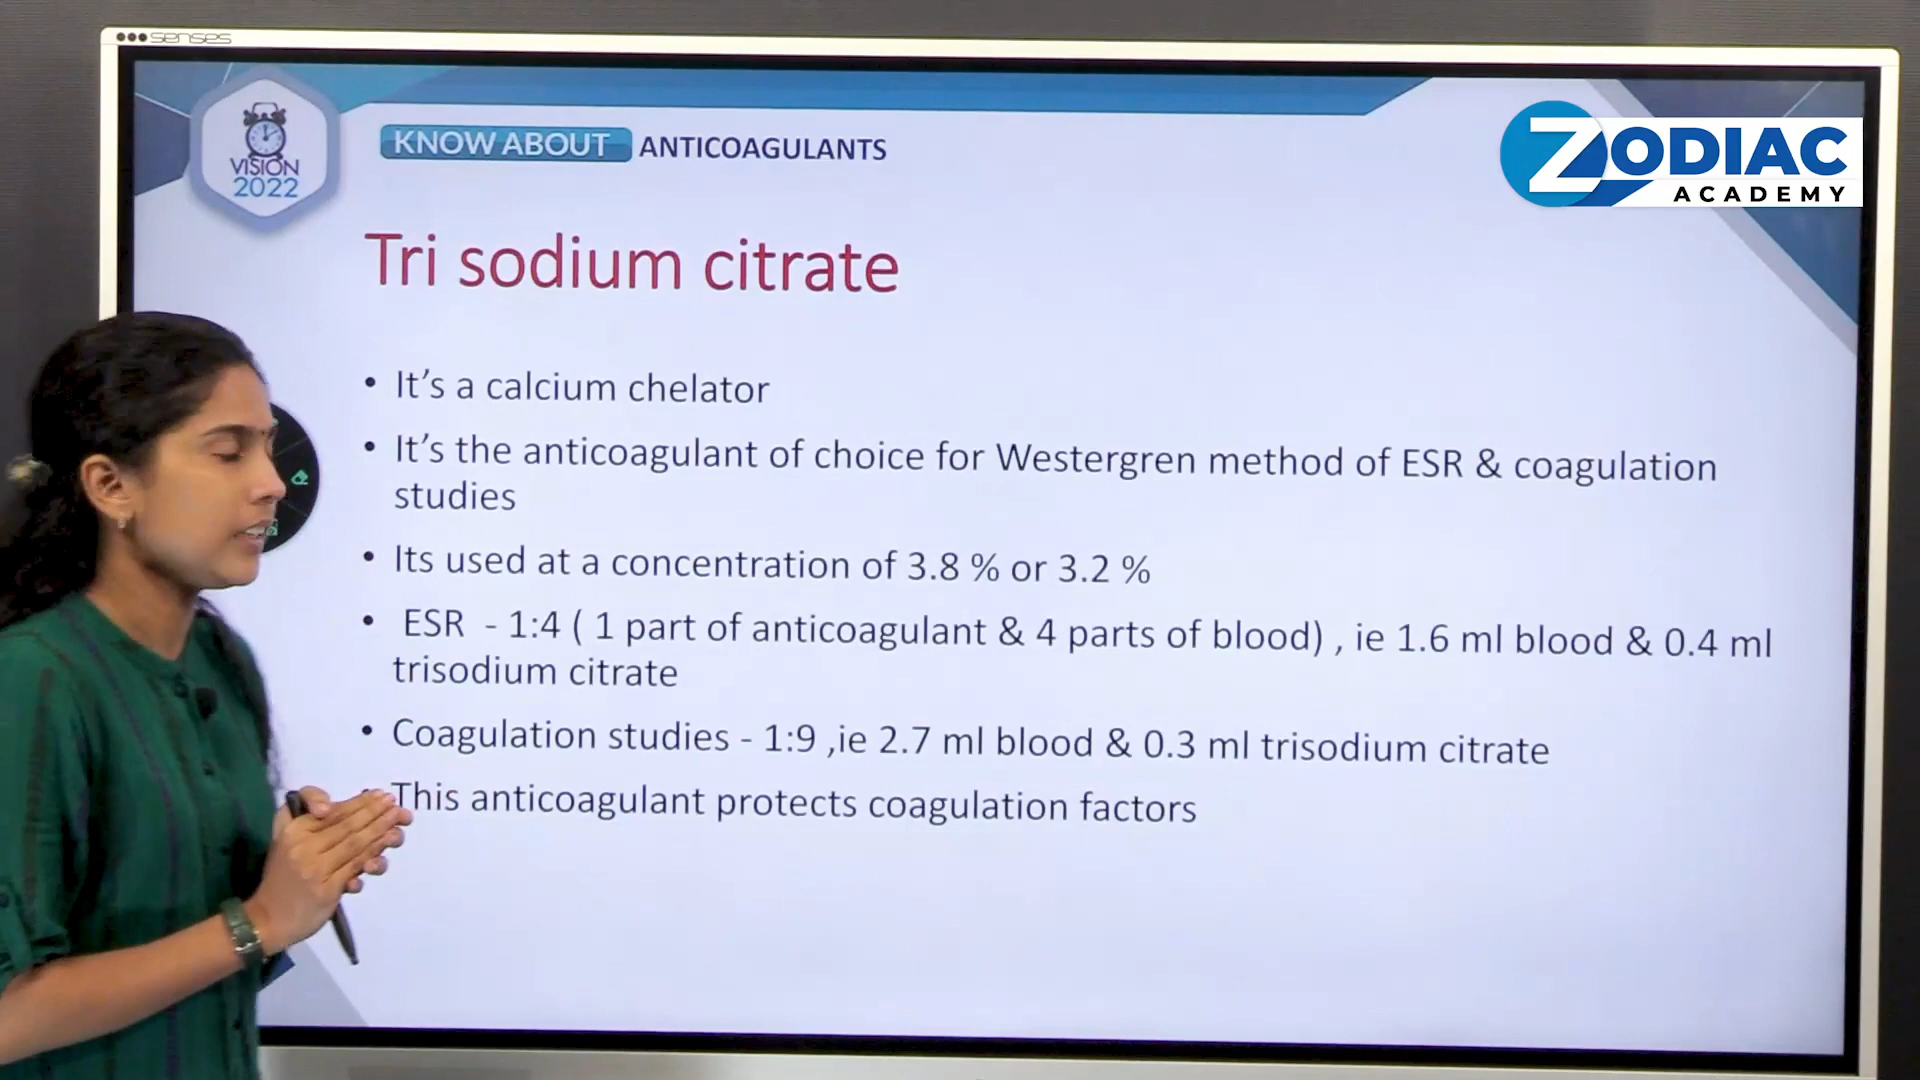 senses
VISION
2022
KNOW ABOUT ANTICOAGULANTS
ZODIAC
ACADEMY
Tri sodium citrate
• It's a calcium chelator
• It's the anticoagulant of choice for Westergren method of ESR & coagulation
studies
• Its used at a concentration of 3.8 % or 3.2 %
• ESR - 1:4 ( 1 part of anticoagulant & 4 parts of blood) , ie 1.6 ml blood & 0.4 ml
trisodium citrate
• Coagulation studies - 1:9 ,ie 2.7 ml blood & 0.3 ml trisodium citrate
This anticoagulant protects coagulation factors